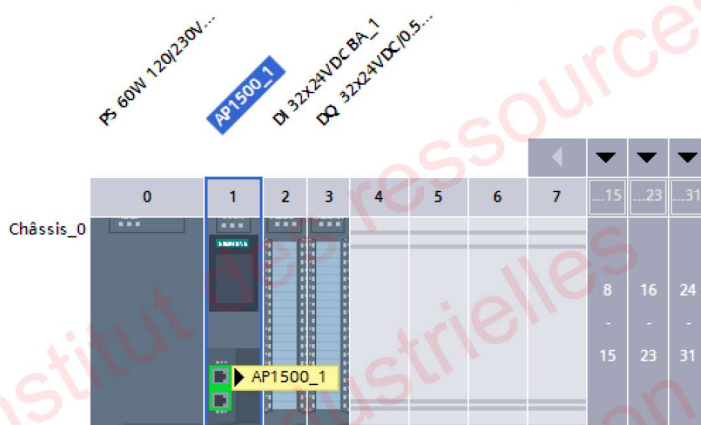 PS 60W 120/230V...
AP1500_1
DI 32x24VDC BA_1
DQ 32x24VDC/0.5...
0 1 2 3 4 5 6 7 ...15 ...23 ...31
Châssis_0
SIEMENS
8 16 24
- - -
15 23 31
AP1500_1
Institut des ressources
industrielles